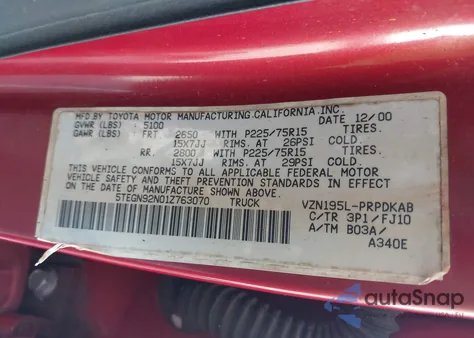 MFD.BY TOYOTA MOTOR MANUFACTURING,CALIFORNIA,INC.
GVWR (LBS) 5100 DATE 12/00
GAWR (LBS) FRT 2650 WITH P225/75R15 TIRES.
15X7JJ RIMS. AT 26PSI COLD.
RR. 2800 WITH P225/75R15 TIRES.
15X7JJ RIMS. AT 29PSI COLD.
THIS VEHICLE CONFORMS TO ALL APPLICABLE FEDERAL MOTOR
VEHICLE SAFETY AND THEFT PREVENTION STANDARDS IN EFFECT
ON THE DATE OF MANUFACTURE SHOWN ABOVE.
5TEGN92N01Z763070 TRUCK VZN195L-PRPDKAB
C/TR 3P1/FJ10
A/TM B03A/
A340E
autoSnap